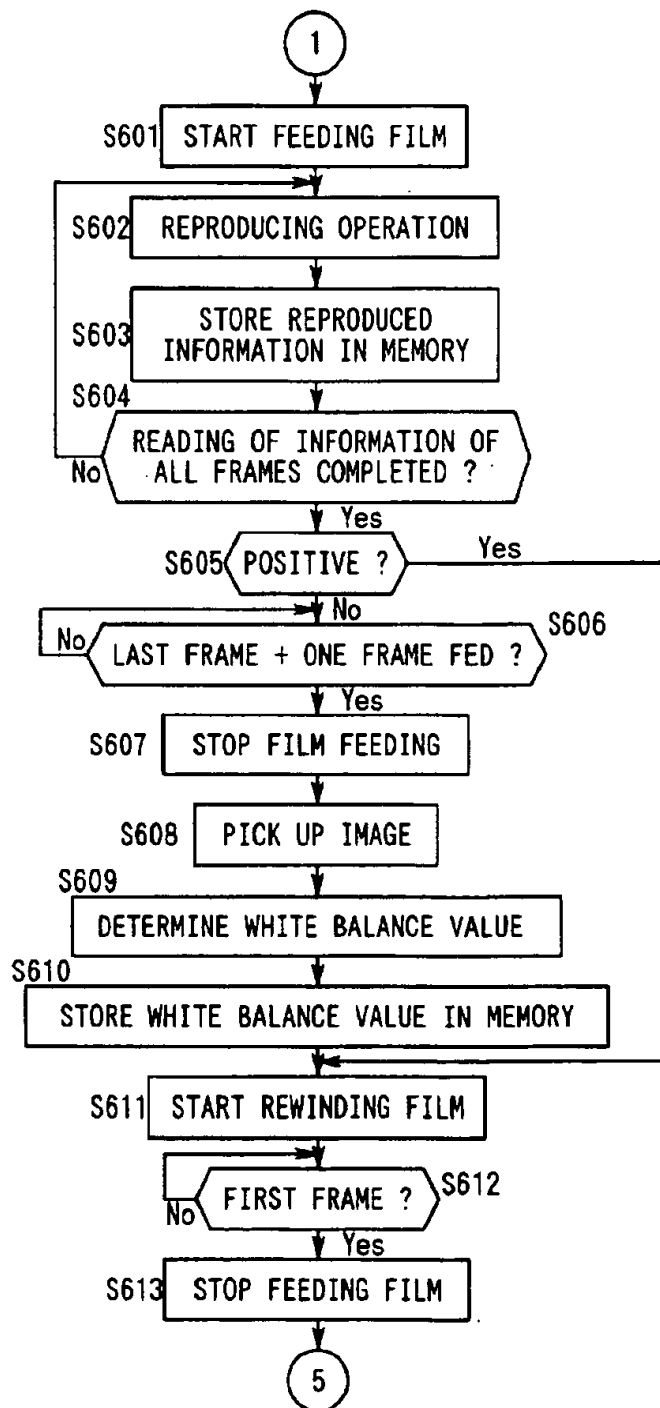 1
S601 START FEEDING FILM
S602 REPRODUCING OPERATION
STORE REPRODUCED
S603 INFORMATION IN MEMORY
S604
READING OF INFORMATION OF
No ALL FRAMES COMPLETED ?
Yes
S605 POSITIVE ? Yes
No
S606
No LAST FRAME + ONE FRAME FED ?
Yes
S607 STOP FILM FEEDING
S608 PICK UP IMAGE
S609
DETERMINE WHITE BALANCE VALUE
S610
STORE WHITE BALANCE VALUE IN MEMORY
S611 START REWINDING FILM
FIRST FRAME ? S612
No
Yes
S613 STOP FEEDING FILM
5